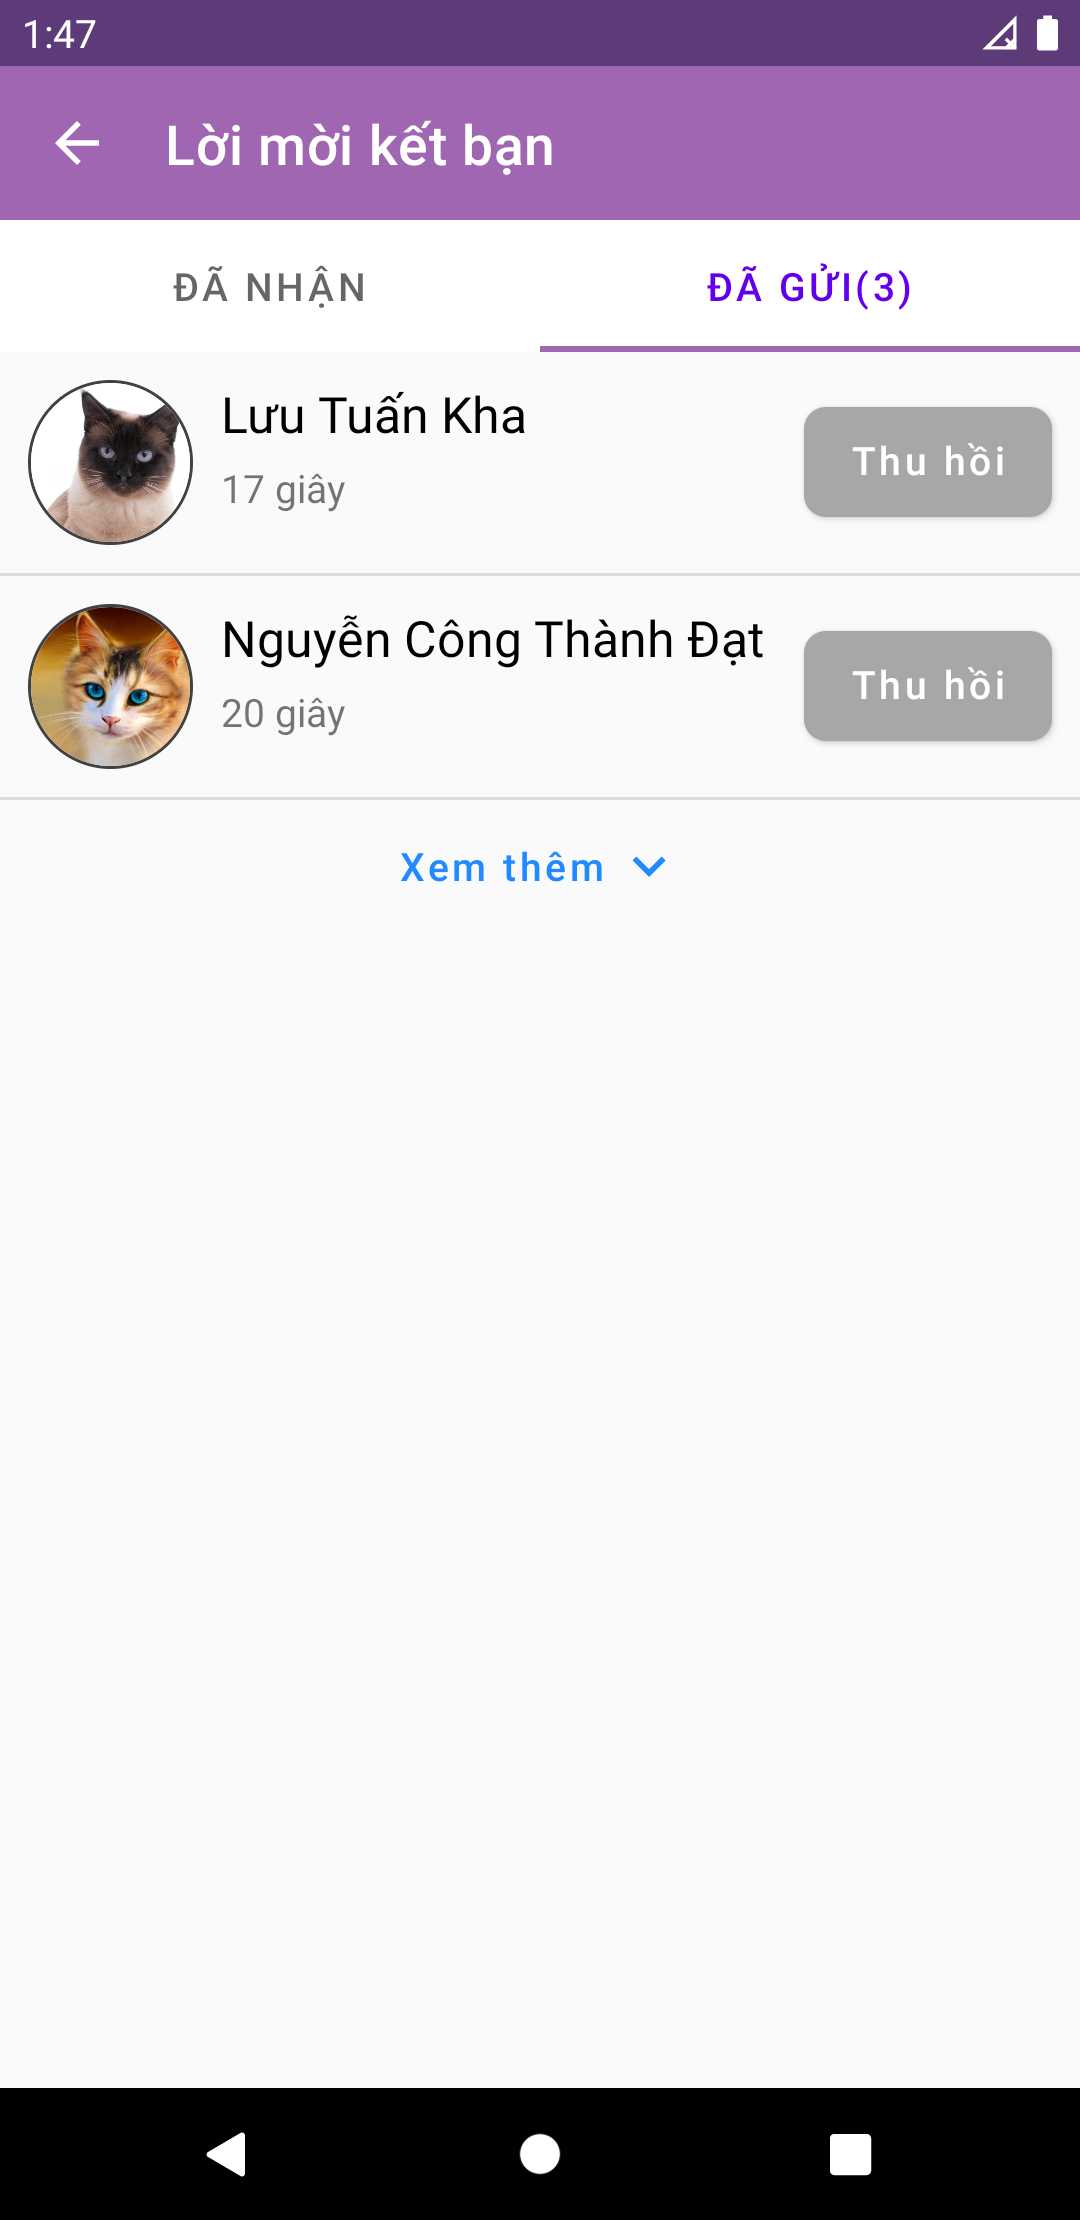 1:47
Lời mời kết bạn
ĐÃ NHẬN
ĐÃ GỬI(3)
Lưu Tuấn Kha
17 giây
Thu hồi
Nguyễn Công Thành Đạt
20 giây
Thu hồi
Xem thêm